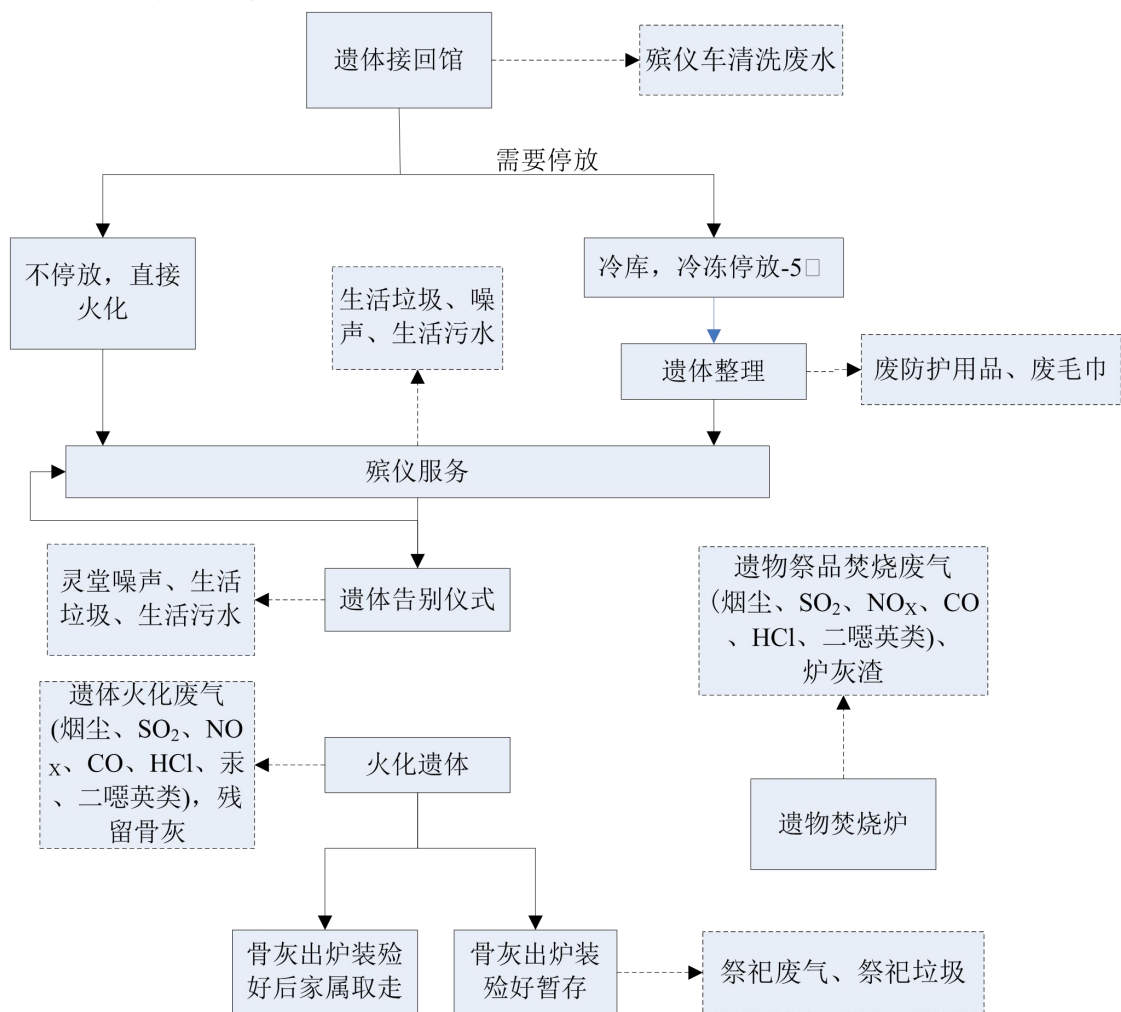 遗体接回馆
殡仪车清洗废水
需要停放
不停放，直接
火化
生活垃圾、噪
声、生活污水
冷库，冷冻停放-5□
遗体整理
废防护用品、废毛巾
殡仪服务
灵堂噪声、生活
垃圾、生活污水
遗体告别仪式
遗物祭品焚烧废气
（烟尘、SO₂、NOₓ、CO
、HCl、二噁英类)、
炉灰渣
遗体火化废气
(烟尘、SO₂、NO
ₓ、CO、HCl、汞
、二噁英类)，残
留骨灰
火化遗体
遗物焚烧炉
骨灰出炉装殓
好后家属取走
骨灰出炉装
殓好暂存
祭祀废气、祭祀垃圾